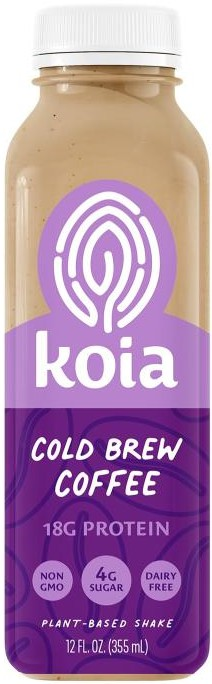 koia
COLD BREW
COFFEE
18G PROTEIN
NON
GMO
4G
SUGAR
DAIRY
FREE
PLANT-BASED SHAKE
12 FL. OZ. (355 mL)